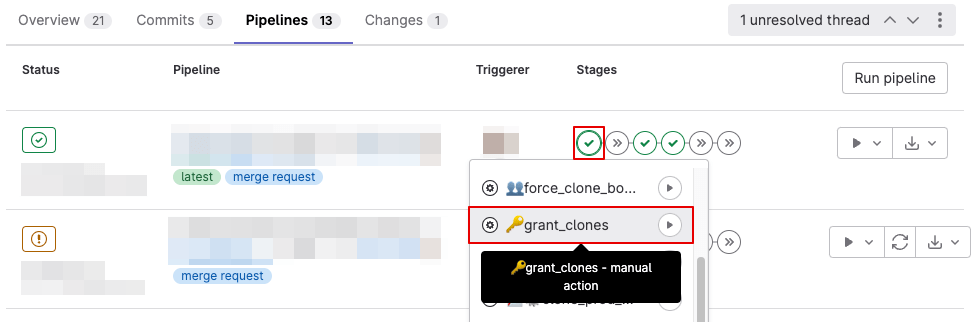 Overview 21 Commits 5 Pipelines 13 Changes 1 1 unresolved thread
Status Pipeline Triggerer Stages Run pipeline
latest merge request
force_clone_bo...
grant_clones
grant_clones - manual
action
merge request